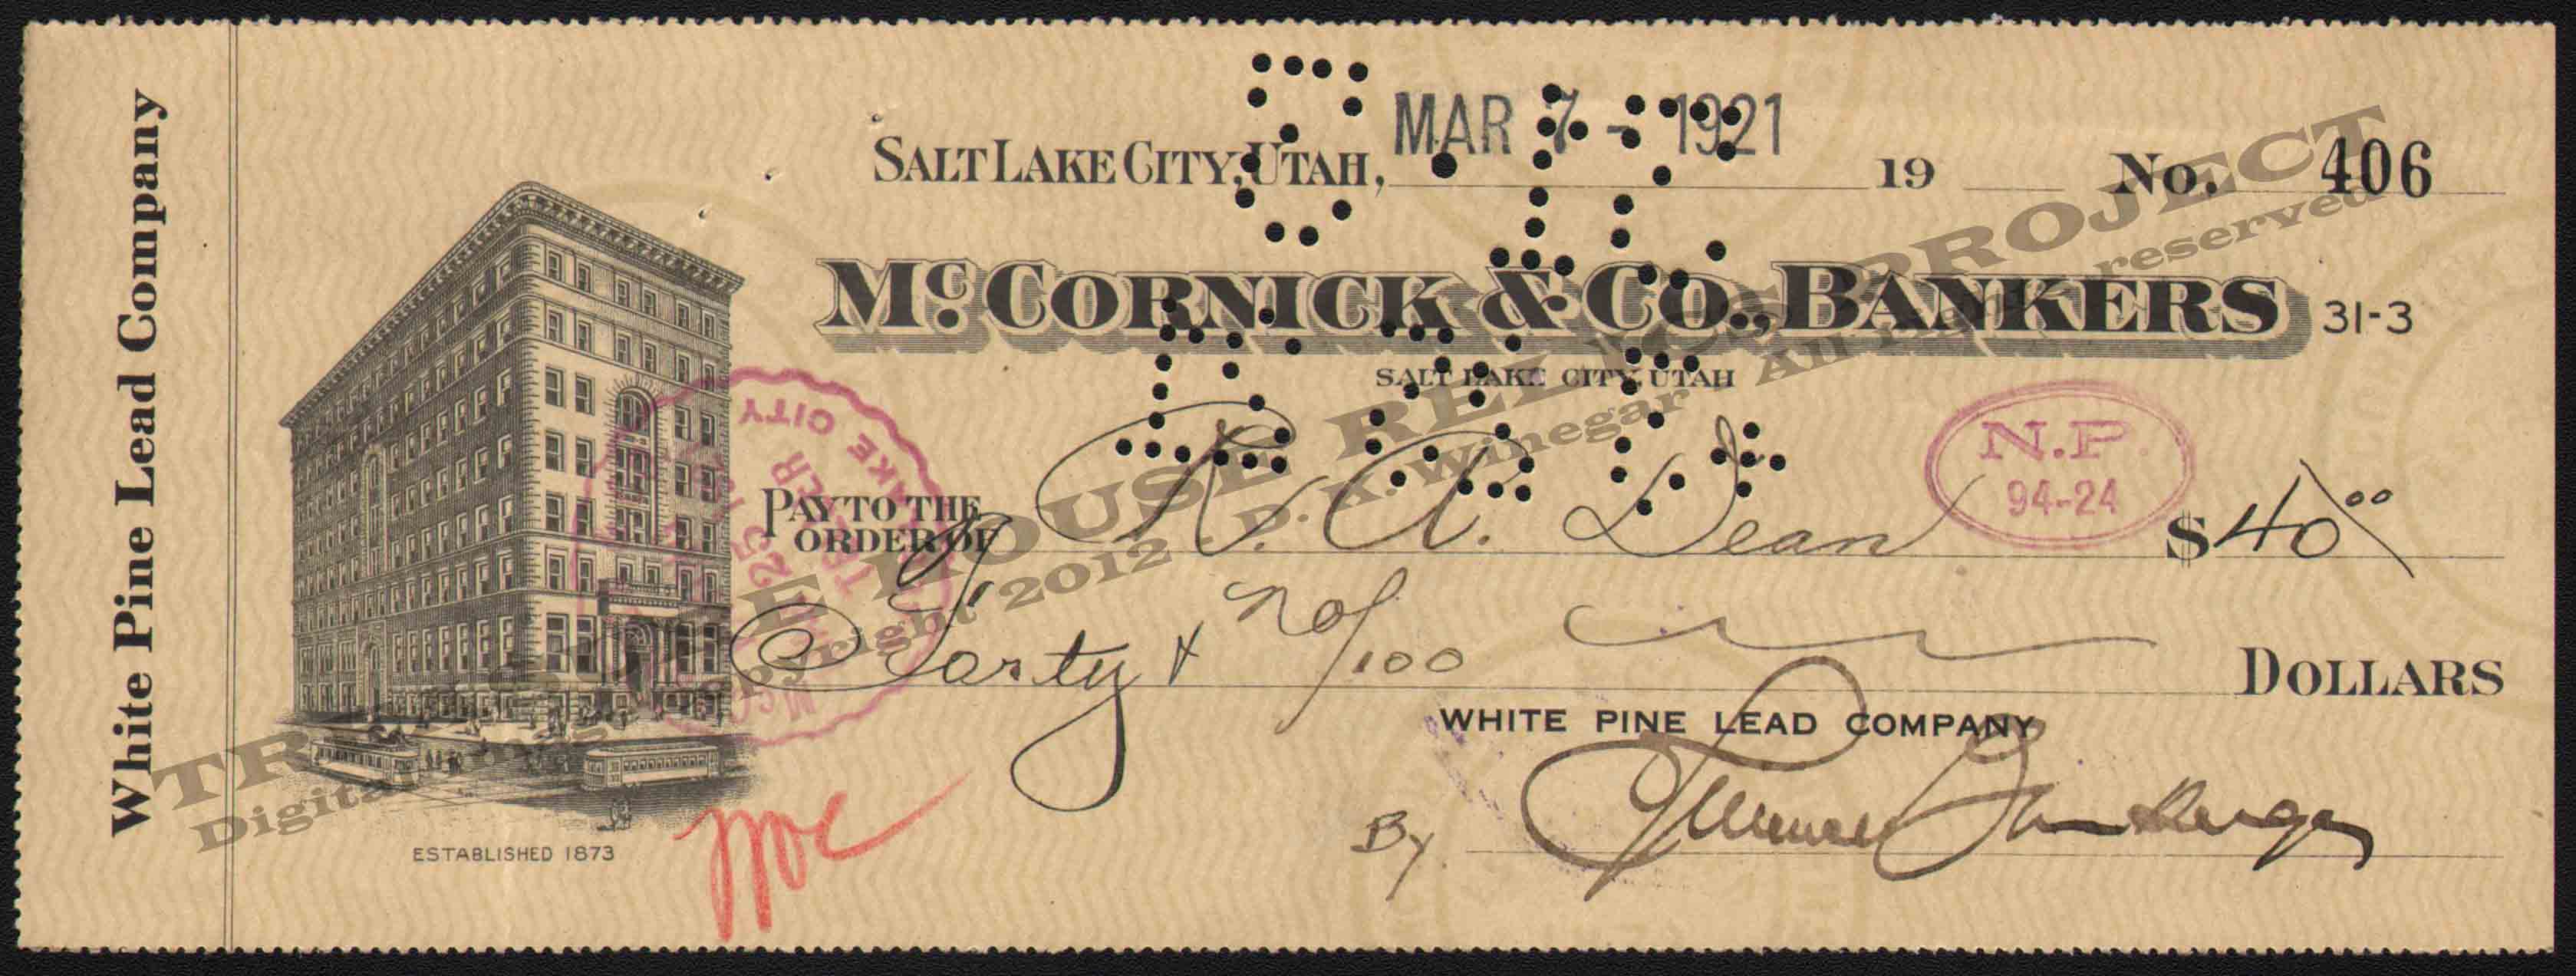 White Pine Lead Company
SALT LAKE CITY, UTAH, MAR 7 - 1921 19 No. 406
McCORNICK & CO., BANKERS 31-3
SALT LAKE CITY, UTAH
N.P.
94-24
PAY TO THE
ORDER OF R. A. Dean $40 00
Forty & no/100 DOLLARS
WHITE PINE LEAD COMPANY
By
ESTABLISHED 1873
TREE HOUSE RELICS PROJECT
Digital Copyright 2012 - D. A. Winegar All rights reserved